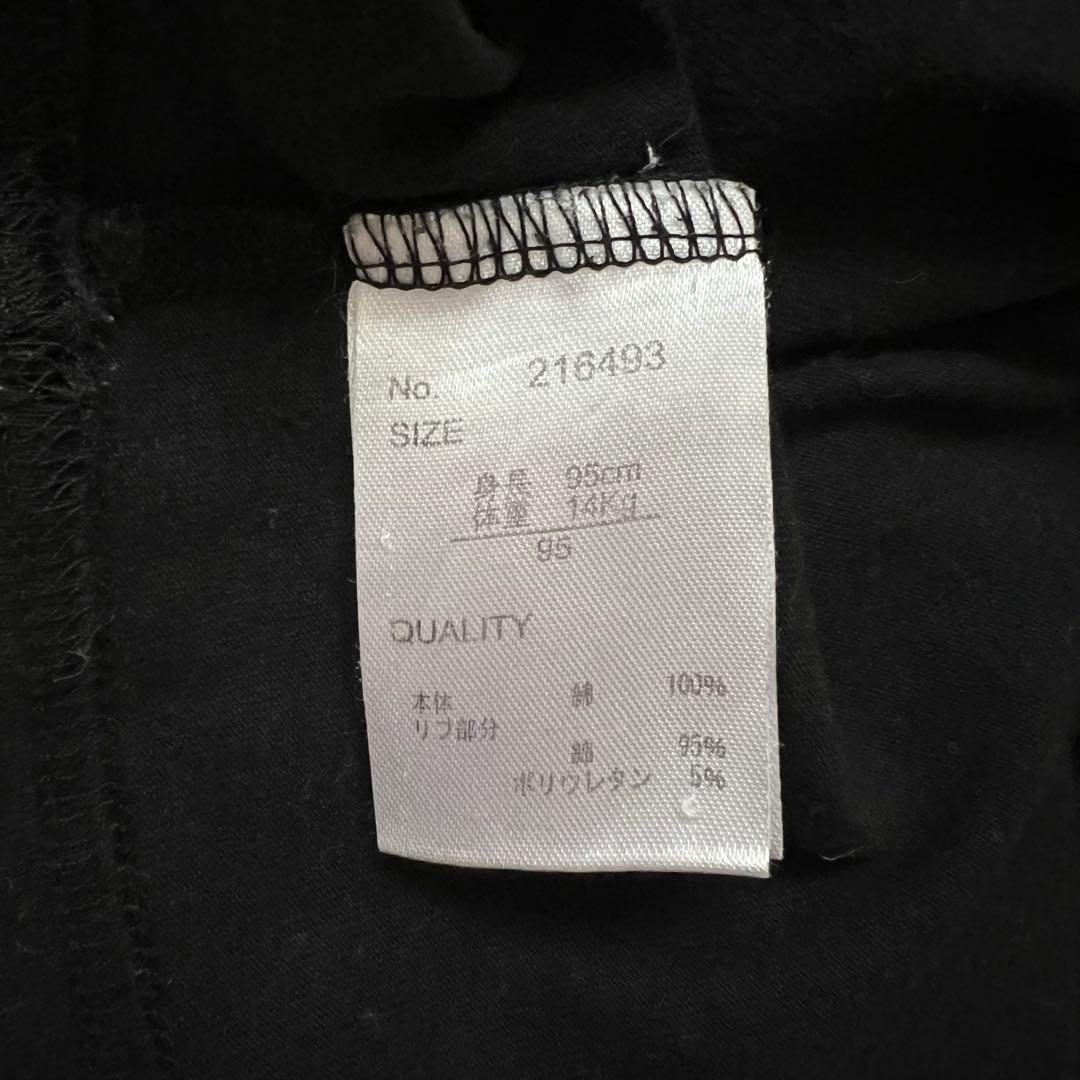 No. 216493
SIZE
身長 95cm
体重 14Kg
95
QUALITY
本体 綿 100%
リブ部分
綿 95%
ポリウレタン 5%